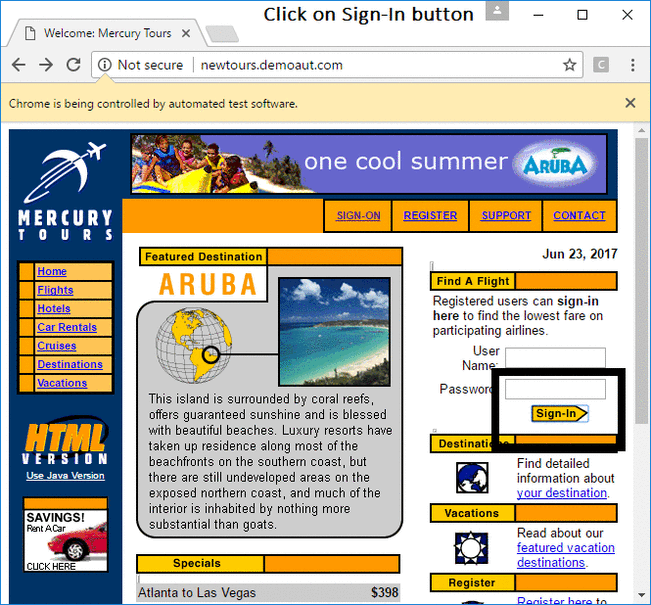 Click on Sign-In button
Welcome: Mercury Tours
Not secure | newtours.demoaut.com
C
Chrome is being controlled by automated test software.
one cool summer ARUBA
MERCURY
TOURS
SIGN-ON REGISTER SUPPORT CONTACT
Home
Flights
Hotels
Car Rentals
Cruises
Destinations
Vacations
HTML
VERSION
Use Java Version
SAVINGS!
Rent A Car
CLICK HERE
Featured Destination
ARUBA
This island is surrounded by coral reefs,
offers guaranteed sunshine and is blessed
with beautiful beaches. Luxury resorts have
taken up residence along most of the
beachfronts on the southern coast, but
there are still undeveloped areas on the
exposed northern coast, and much of the
interior is inhabited by nothing more
substantial than goats.
Specials
Atlanta to Las Vegas $398
Jun 23, 2017
Find A Flight
Registered users can sign-in
here to find the lowest fare on
participating airlines.
User
Name:
Password
Sign-In
Destinations
Find detailed
information about
your destination.
Vacations
Read about our
featured vacation
destinations.
Register
Register here to